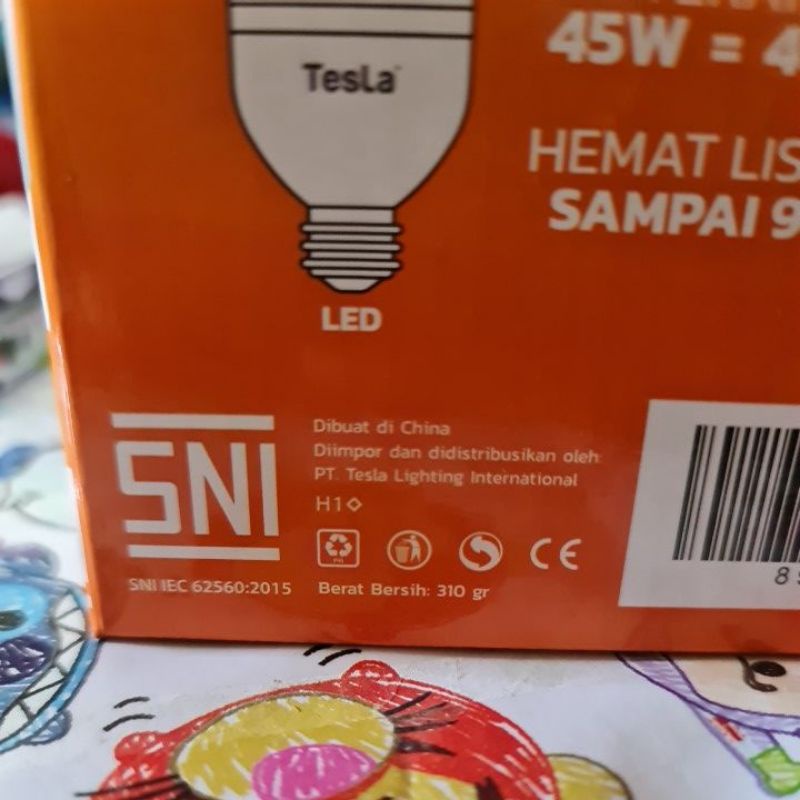 Tesla
45W = 4
HEMAT LIS
SAMPAI 9
LED
SNI
SNI IEC 62560:2015
Dibuat di China
Diimpor dan didistribusikan oleh:
PT. Tesla Lighting International
H1◇
CE
Berat Bersih: 310 gr
8